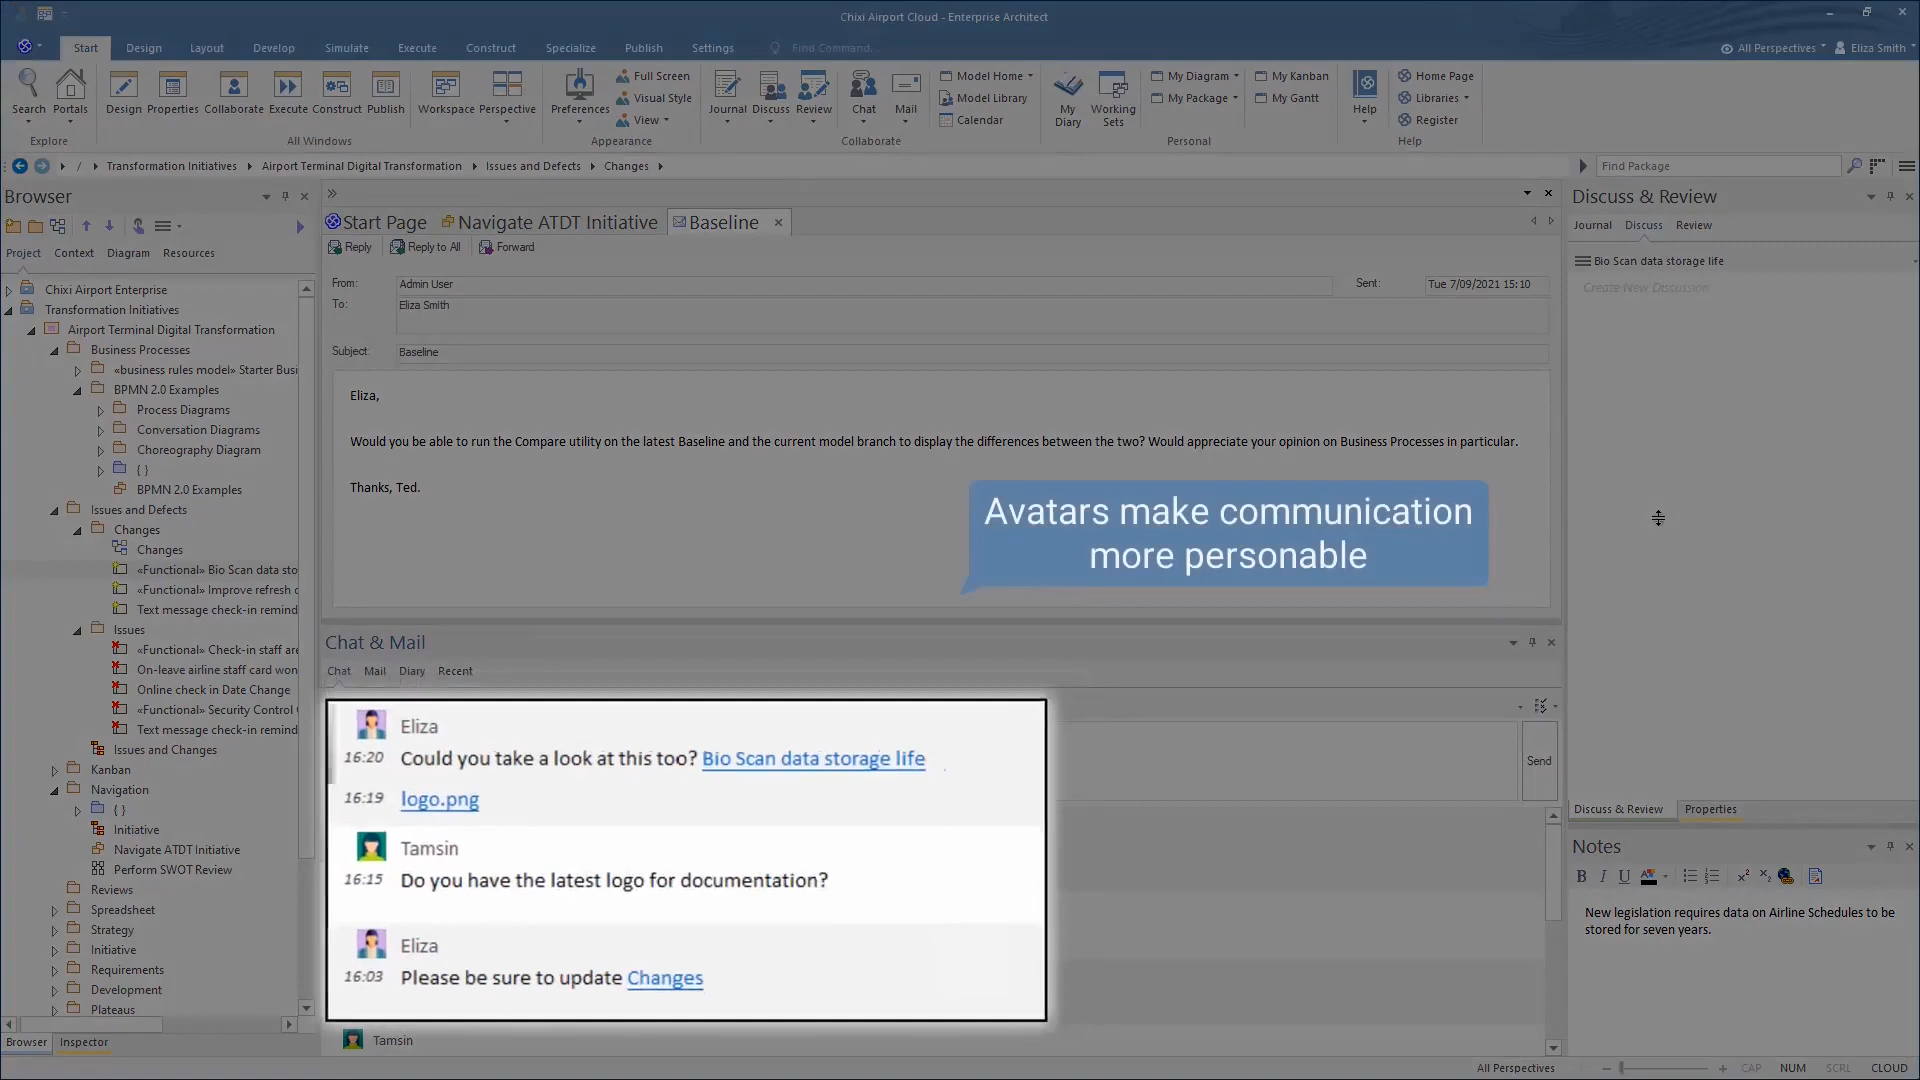 Chixi Airport Cloud - Enterprise Architect
Start
Design
Layout
Develop
Simulate
Execute
Construct
Specialize
Publish
Settings
Find Command...
All Perspectives
Eliza Smith
Search
Portals
Explore
Design
Properties
Collaborate
Execute
Construct
Publish
All Windows
Workspace
Perspective
Preferences
Full Screen
Visual Style
View
Appearance
Journal
Discuss
Review
Chat
Mail
Model Home
Model Library
Calendar
Collaborate
My Diary
Working Sets
My Diagram
My Package
My Kanban
My Gantt
Personal
Help
Home Page
Libraries
Register
Help
/
Transformation Initiatives
Airport Terminal Digital Transformation
Issues and Defects
Changes
Find Package
Browser
Project
Context
Diagram
Resources
Chixi Airport Enterprise
Transformation Initiatives
Airport Terminal Digital Transformation
Business Processes
«business rules model» Starter Busi
BPMN 2.0 Examples
Process Diagrams
Conversation Diagrams
Choreography Diagram
{ }
BPMN 2.0 Examples
Issues and Defects
Changes
Changes
«Functional» Bio Scan data sto
«Functional» Improve refresh c
Text message check-in remind
Issues
«Functional» Check-in staff are
On-leave airline staff card won
Online check in Date Change
«Functional» Security Control
Text message check-in remind
Issues and Changes
Kanban
Navigation
{ }
Initiative
Navigate ATDT Initiative
Perform SWOT Review
Reviews
Spreadsheet
Strategy
Initiative
Requirements
Development
Plateaus
Browser
Inspector
Start Page
Navigate ATDT Initiative
Baseline
Reply
Reply to All
Forward
From:
Admin User
Sent:
Tue 7/09/2021 15:10
To:
Eliza Smith
Subject:
Baseline
Eliza,
Would you be able to run the Compare utility on the latest Baseline and the current model branch to display the differences between the two? Would appreciate your opinion on Business Processes in particular.
Thanks, Ted.
Avatars make communication
more personable
Chat & Mail
Chat
Mail
Diary
Recent
Eliza
16:20 Could you take a look at this too? Bio Scan data storage life
16:19 logo.png
Tamsin
16:15 Do you have the latest logo for documentation?
Eliza
16:03 Please be sure to update Changes
Tamsin
Send
Discuss & Review
Journal
Discuss
Review
Bio Scan data storage life
Create New Discussion
Discuss & Review
Properties
Notes
B I U
New legislation requires data on Airline Schedules to be
stored for seven years.
All Perspectives
CAP
NUM
SCRL
CLOUD